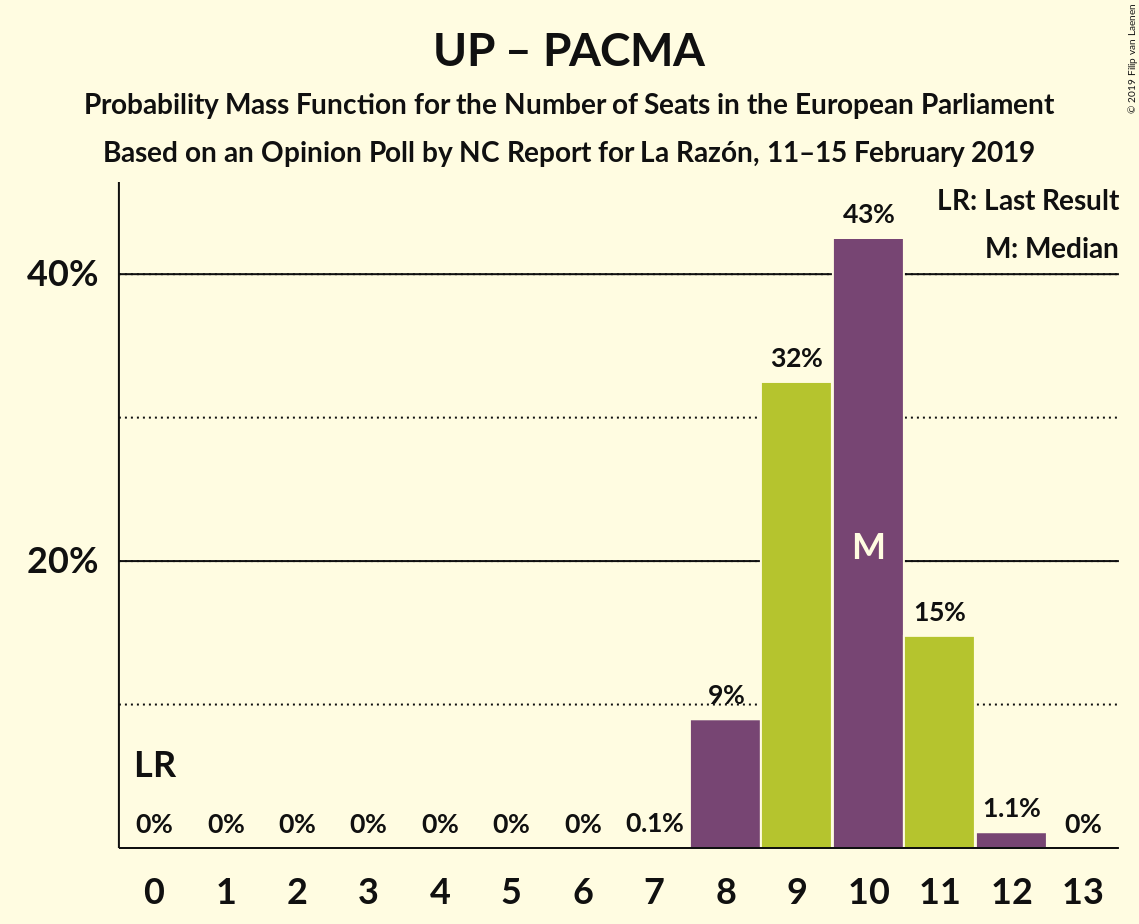 UP – PACMA
Probability Mass Function for the Number of Seats in the European Parliament
Based on an Opinion Poll by NC Report for La Razón, 11–15 February 2019
© 2019 Filip van Laenen
LR: Last Result
M: Median
43%
40%
32%
M
20%
15%
9%
LR
0% 0% 0% 0% 0% 0% 0% 0.1% 1.1% 0%
0 1 2 3 4 5 6 7 8 9 10 11 12 13